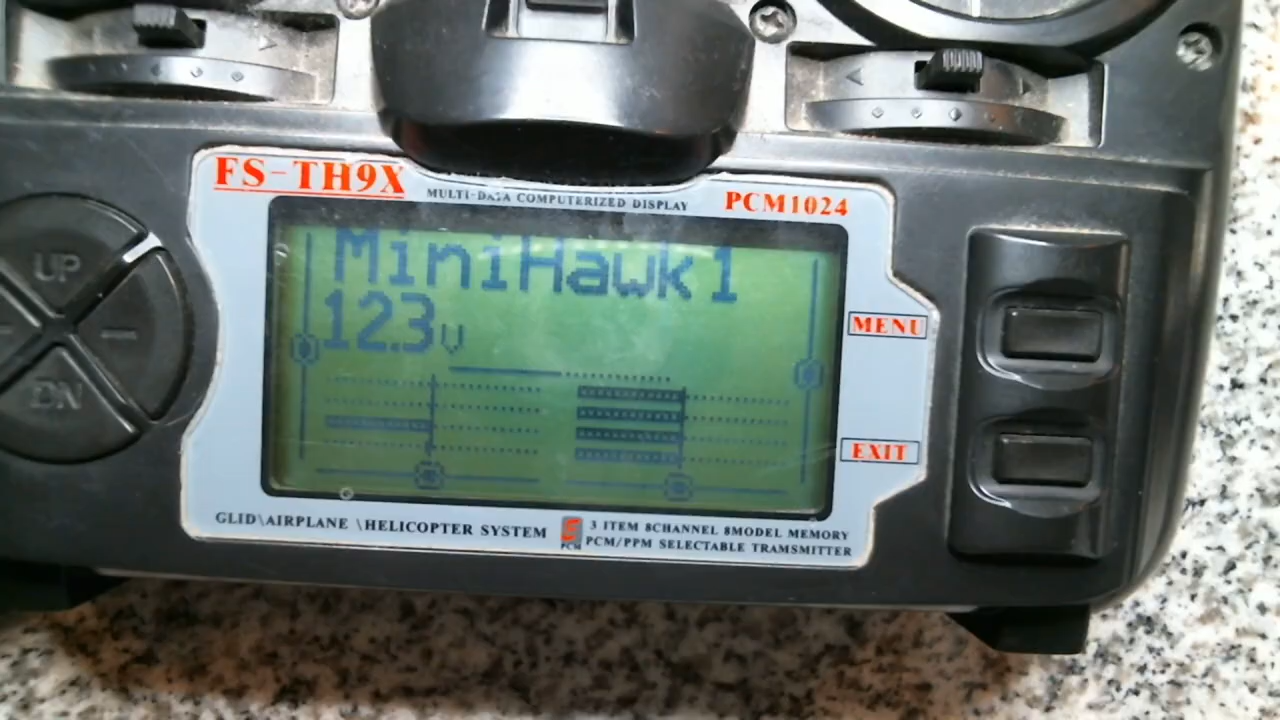 FS-TH9X
MULTI-DATA COMPUTERIZED DISPLAY
PCM1024
MiniHawk1
12.3v
UP
DN
MENU
EXIT
GLID\AIRPLANE \HELICOPTER SYSTEM
PCM
3 ITEM 8CHANNEL 8MODEL MEMORY
PCM/PPM SELECTABLE TRAMSMITTER